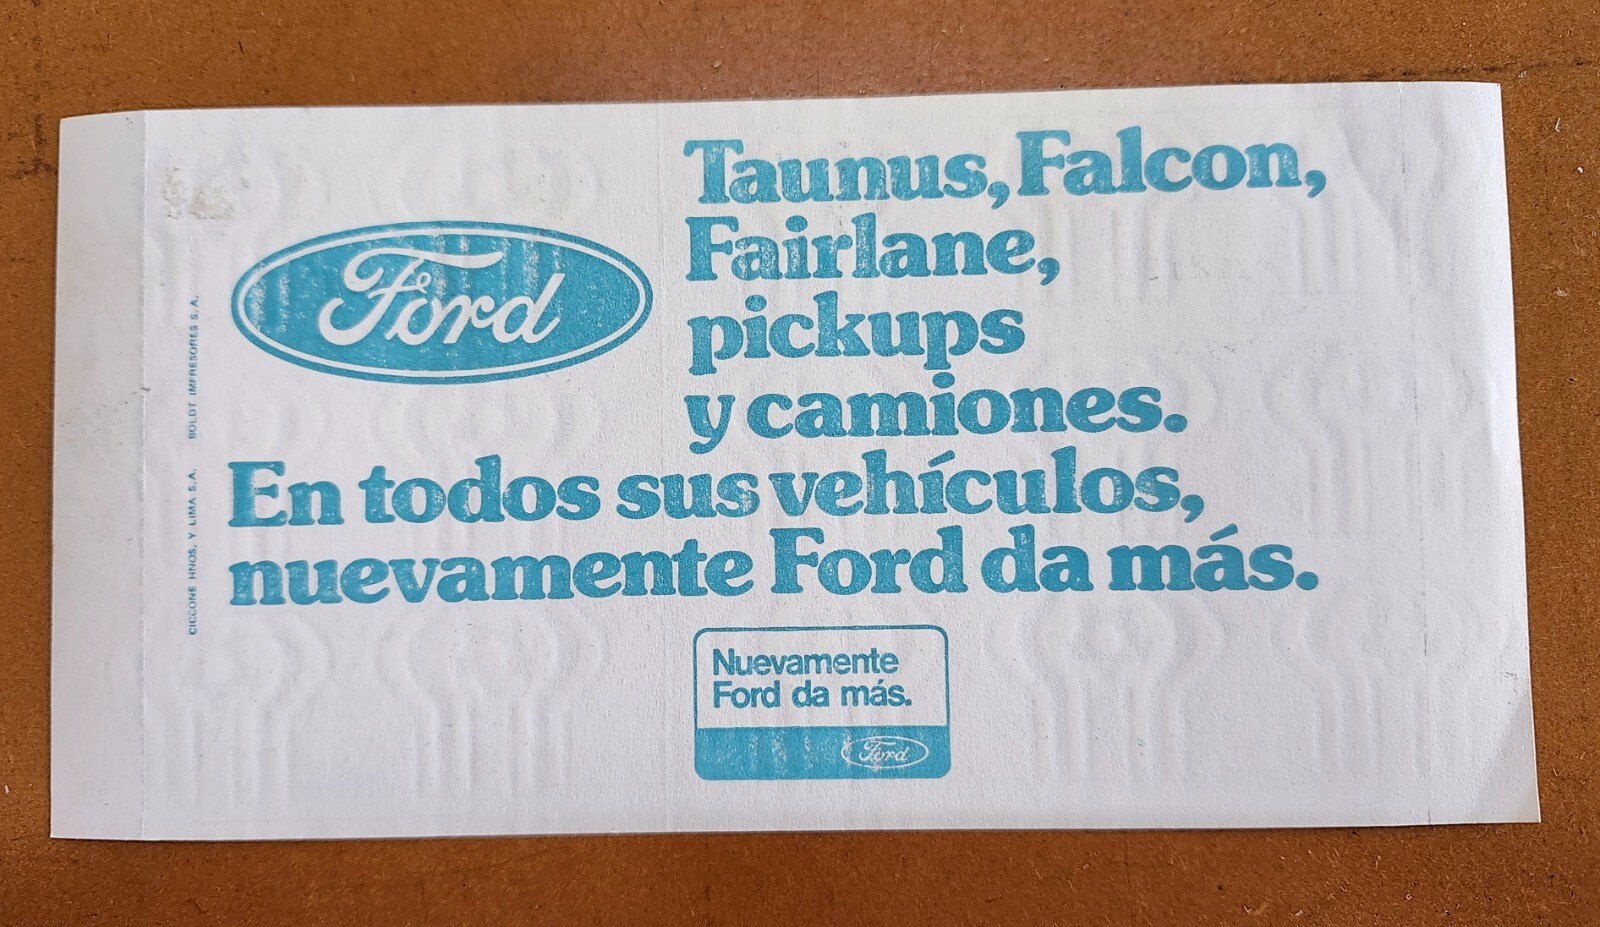 Taunus, Falcon,
Fairlane,
pickups
y camiones.
Ford
En todos sus vehículos,
nuevamente Ford da más.
Nuevamente
Ford da más.
Ford
CICCONE HNOS. Y LIMA S.A. BOLDT IMPRESORES S.A.